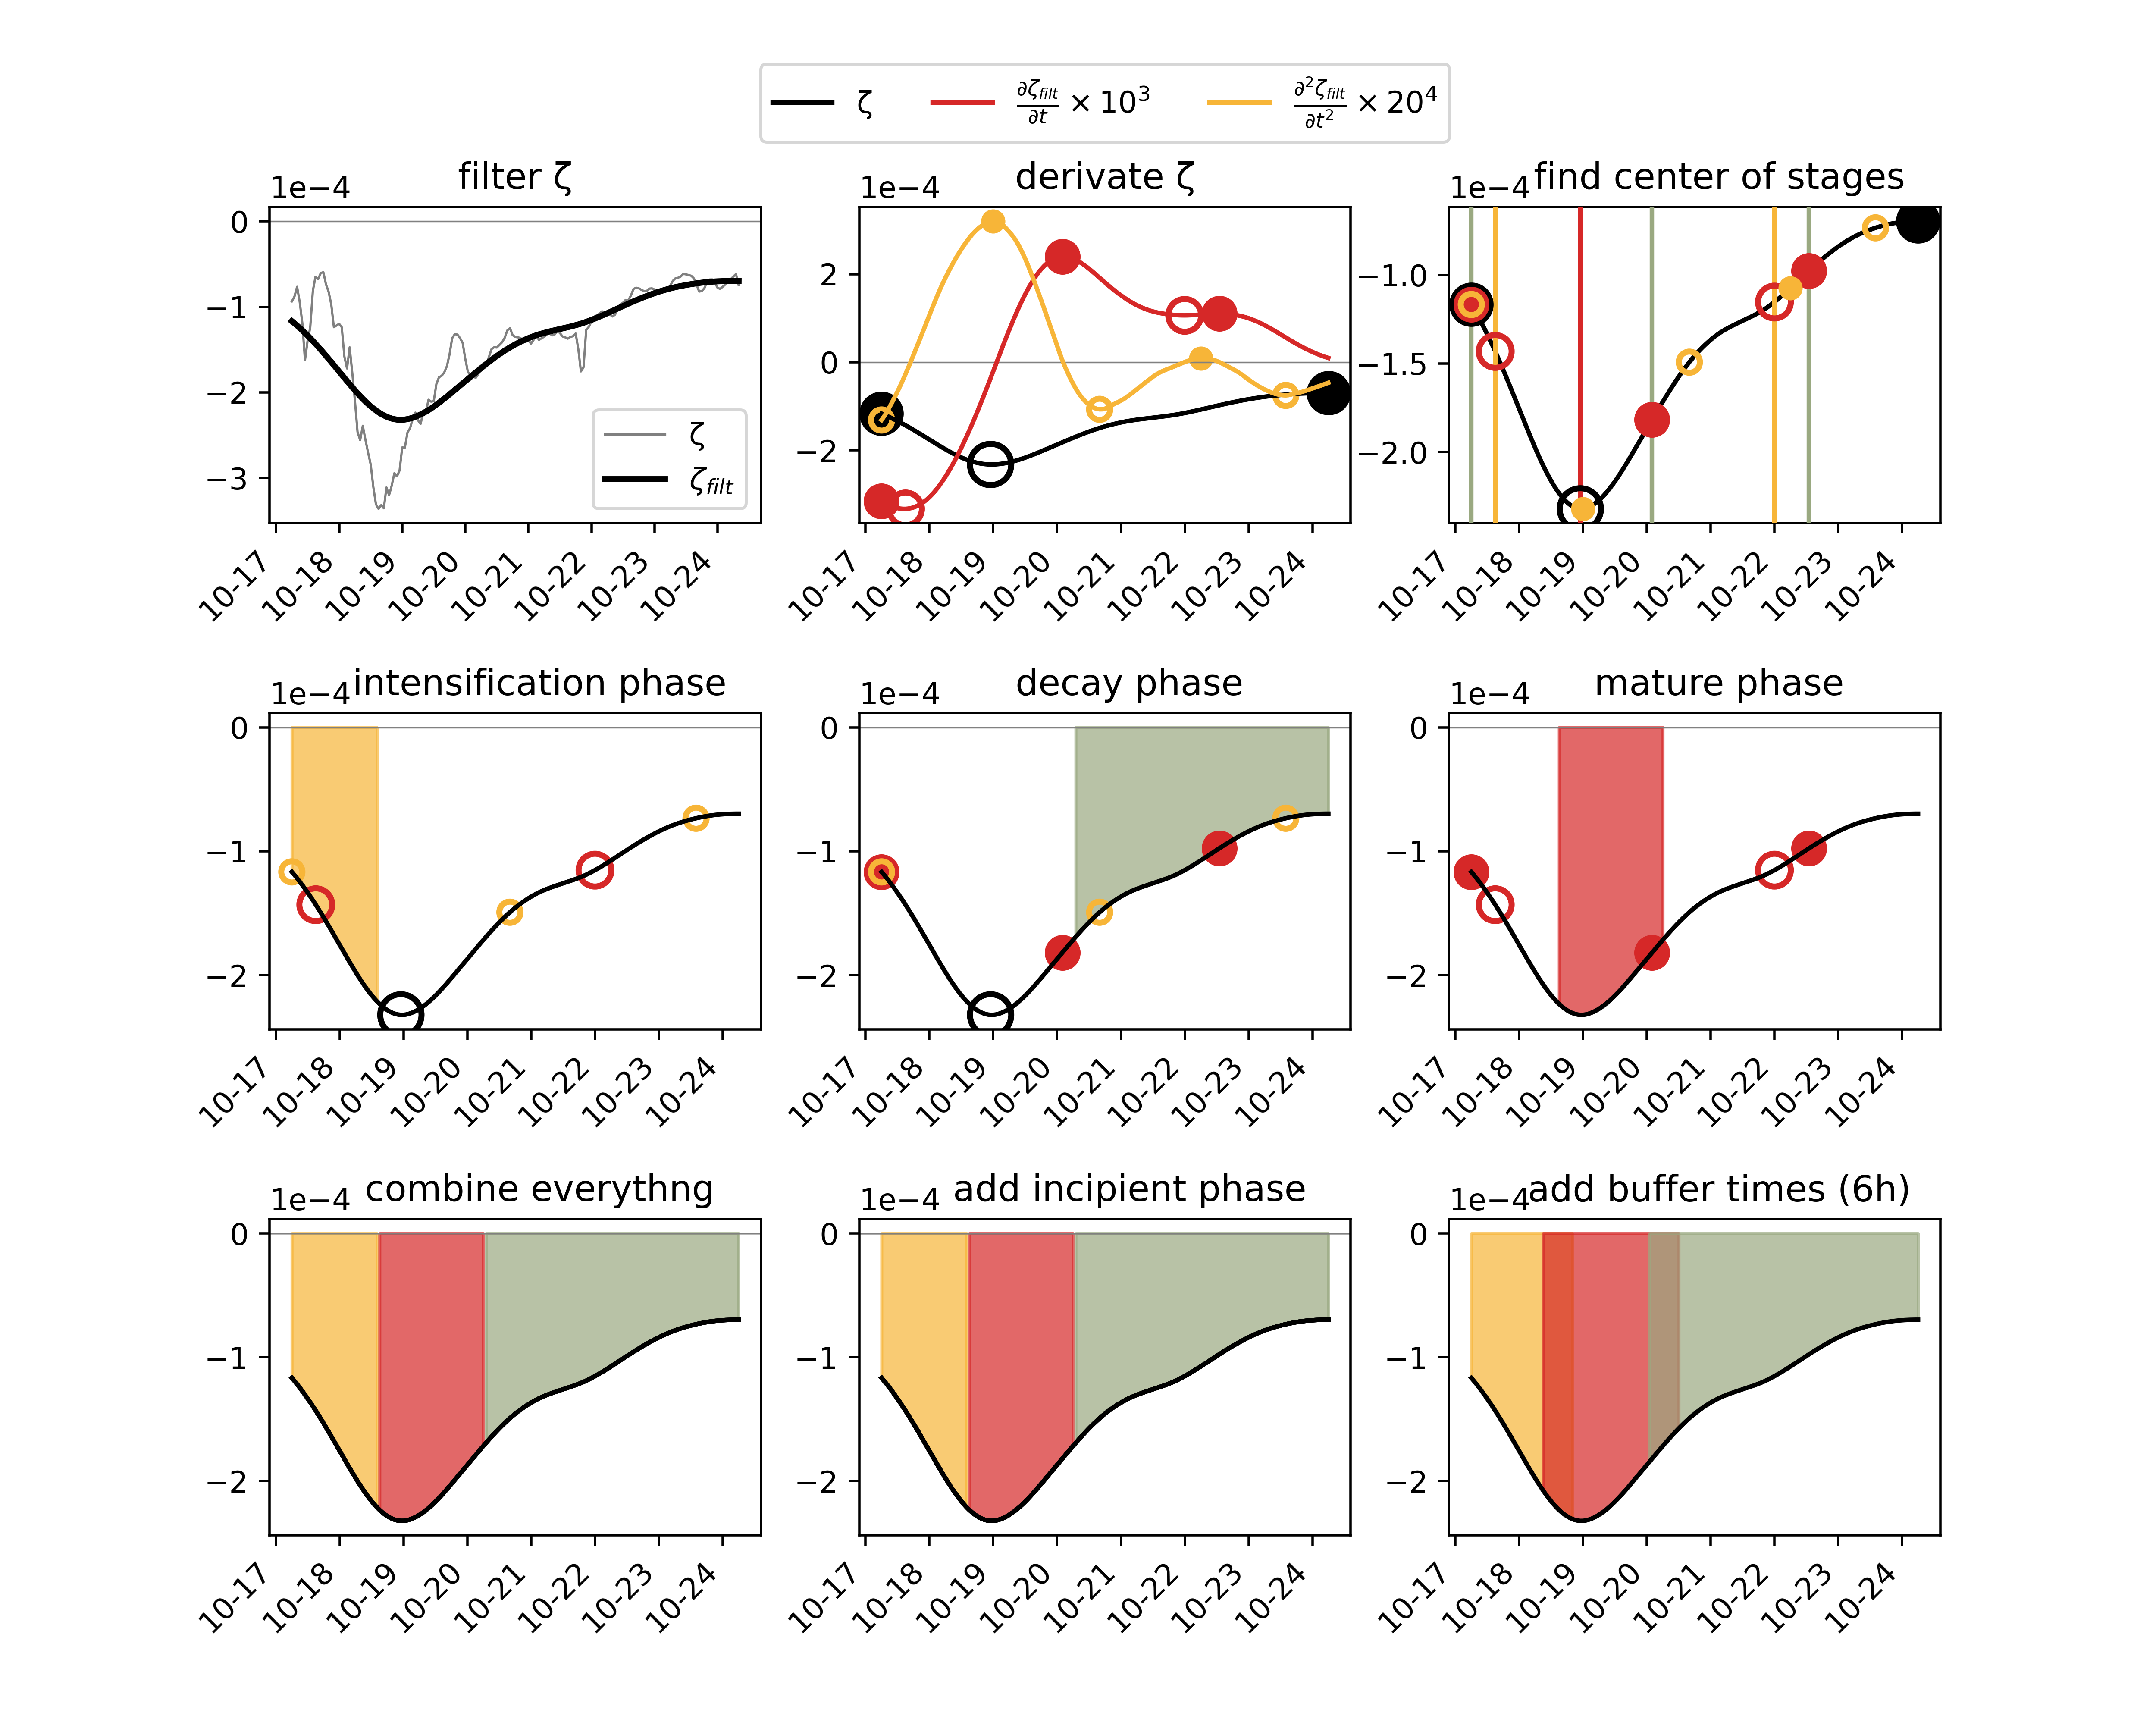 ζ ∂ζ_filt/∂t × 10³ ∂²ζ_filt/∂t² × 20⁴
filter ζ
1e−4
0
−1
−2
−3
ζ
ζ_filt
10-17 10-18 10-19 10-20 10-21 10-22 10-23 10-24
derivate ζ
1e−4
2
0
−2
10-17 10-18 10-19 10-20 10-21 10-22 10-23 10-24
find center of stages
1e−4
−1.0
−1.5
−2.0
10-17 10-18 10-19 10-20 10-21 10-22 10-23 10-24
intensification phase
1e−4
0
−1
−2
10-17 10-18 10-19 10-20 10-21 10-22 10-23 10-24
decay phase
1e−4
0
−1
−2
10-17 10-18 10-19 10-20 10-21 10-22 10-23 10-24
mature phase
1e−4
0
−1
−2
10-17 10-18 10-19 10-20 10-21 10-22 10-23 10-24
combine everythng
1e−4
0
−1
−2
10-17 10-18 10-19 10-20 10-21 10-22 10-23 10-24
add incipient phase
1e−4
0
−1
−2
10-17 10-18 10-19 10-20 10-21 10-22 10-23 10-24
add buffer times (6h)
1e−4
0
−1
−2
10-17 10-18 10-19 10-20 10-21 10-22 10-23 10-24